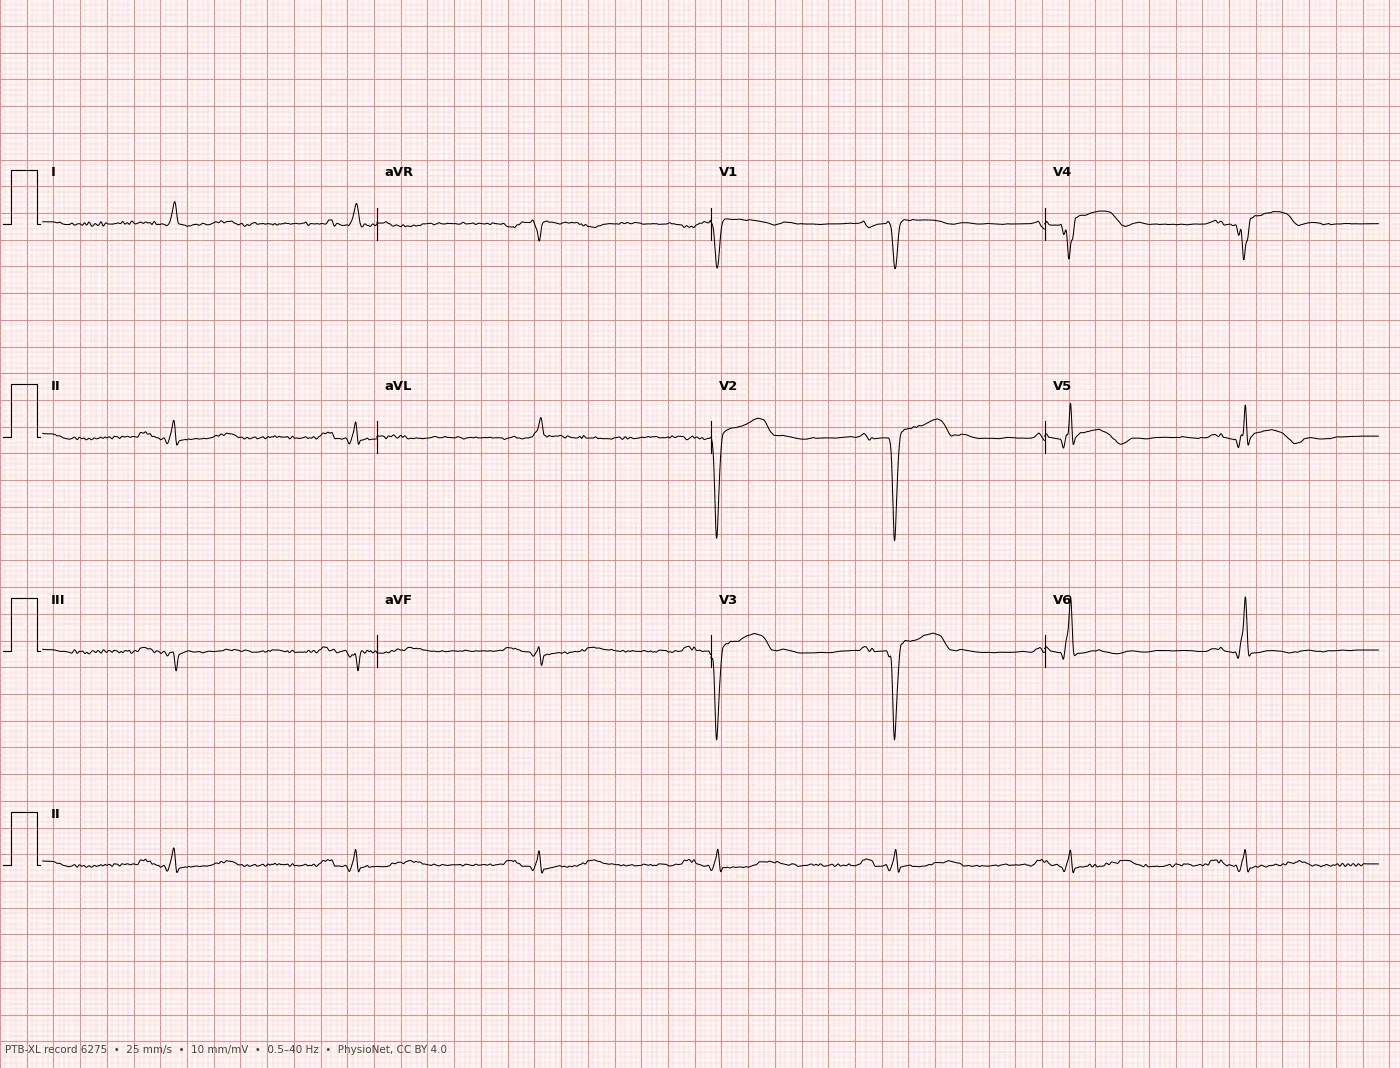 I aVR V1 V4
II aVL V2 V5
III aVF V3 V6
II
PTB-XL record 6275 • 25 mm/s • 10 mm/mV • 0.5–40 Hz • PhysioNet, CC BY 4.0